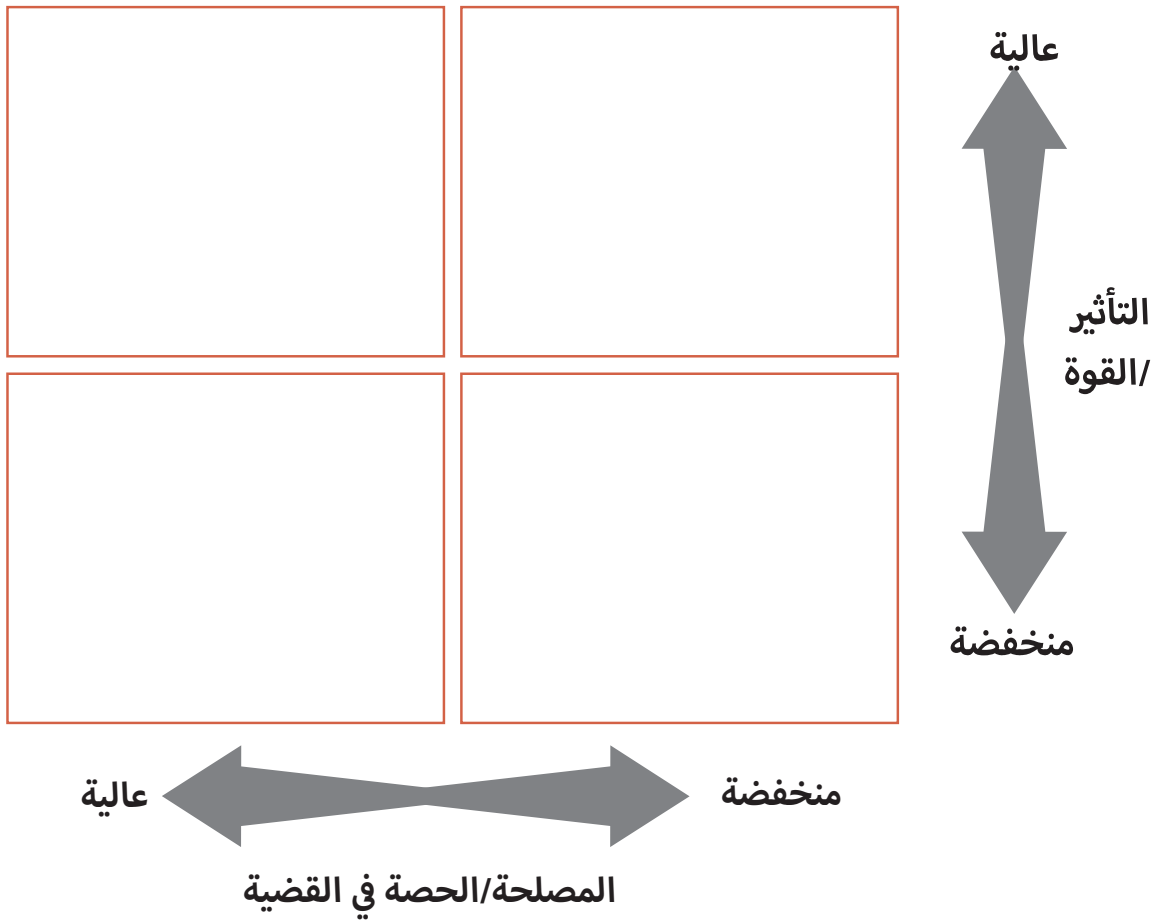 عالية
التأثير
/القوة
منخفضة
منخفضة
عالية
المصلحة/الحصة في القضية